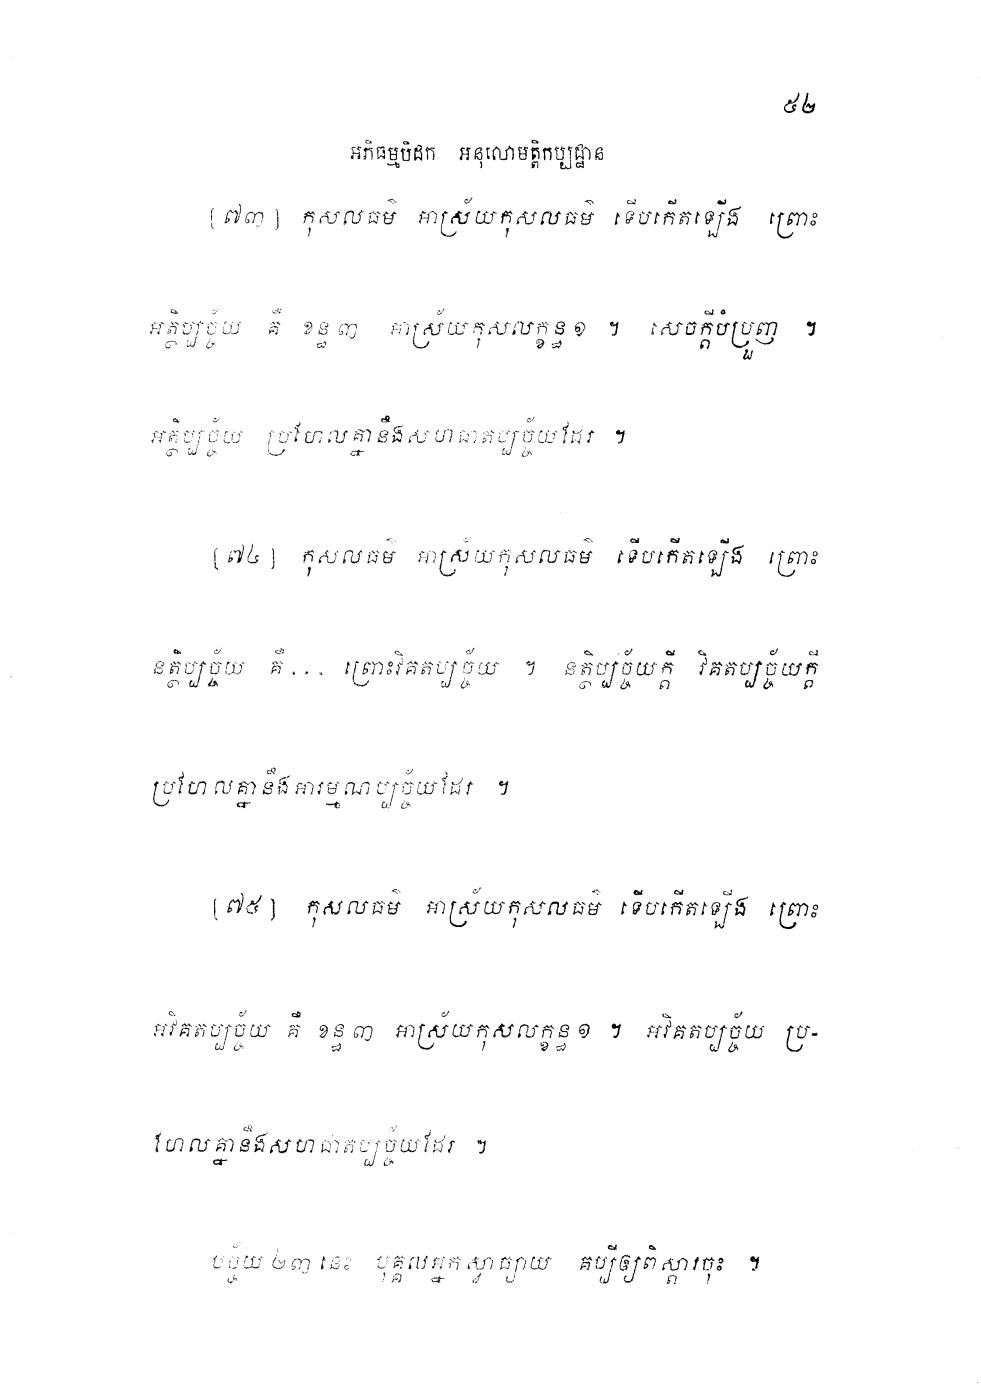 ៥២
អភិធម្មបិដក អនុលោមត្តិកប្បដ្ឋាន
[៧៣] កុសលធម៌ អាស្រ័យកុសលធម៌ ទើបកើតឡើង ព្រោះ
អត្ថិប្បច្ច័យ គឺ ខន្ធ៣ អាស្រ័យកុសលក្ខន្ធ១ ។ សេចក្តីបំប្រួញ ។
អត្ថិប្បច្ច័យ ប្រហែលគ្នានឹងសហជាតប្បច្ច័យដែរ ។
[៧៤] កុសលធម៌ អាស្រ័យកុសលធម៌ ទើបកើតឡើង ព្រោះ
នត្ថិប្បច្ច័យ គឺ... ព្រោះវិគតប្បច្ច័យ ។ នត្ថិប្បច្ច័យក្តី វិគតប្បច្ច័យក្តី
ប្រហែលគ្នានឹងអារម្មណប្បច្ច័យដែរ ។
[៧៥] កុសលធម៌ អាស្រ័យកុសលធម៌ ទើបកើតឡើង ព្រោះ
អវិគតប្បច្ច័យ គឺ ខន្ធ៣ អាស្រ័យកុសលក្ខន្ធ១ ។ អវិគតប្បច្ច័យ ប្រ-
ហែលគ្នានឹងសហជាតប្បច្ច័យដែរ ។
បច្ច័យ២៣នេះ បុគ្គលអ្នកស្វាធ្យាយ គប្បីឲ្យពិស្តារចុះ ។